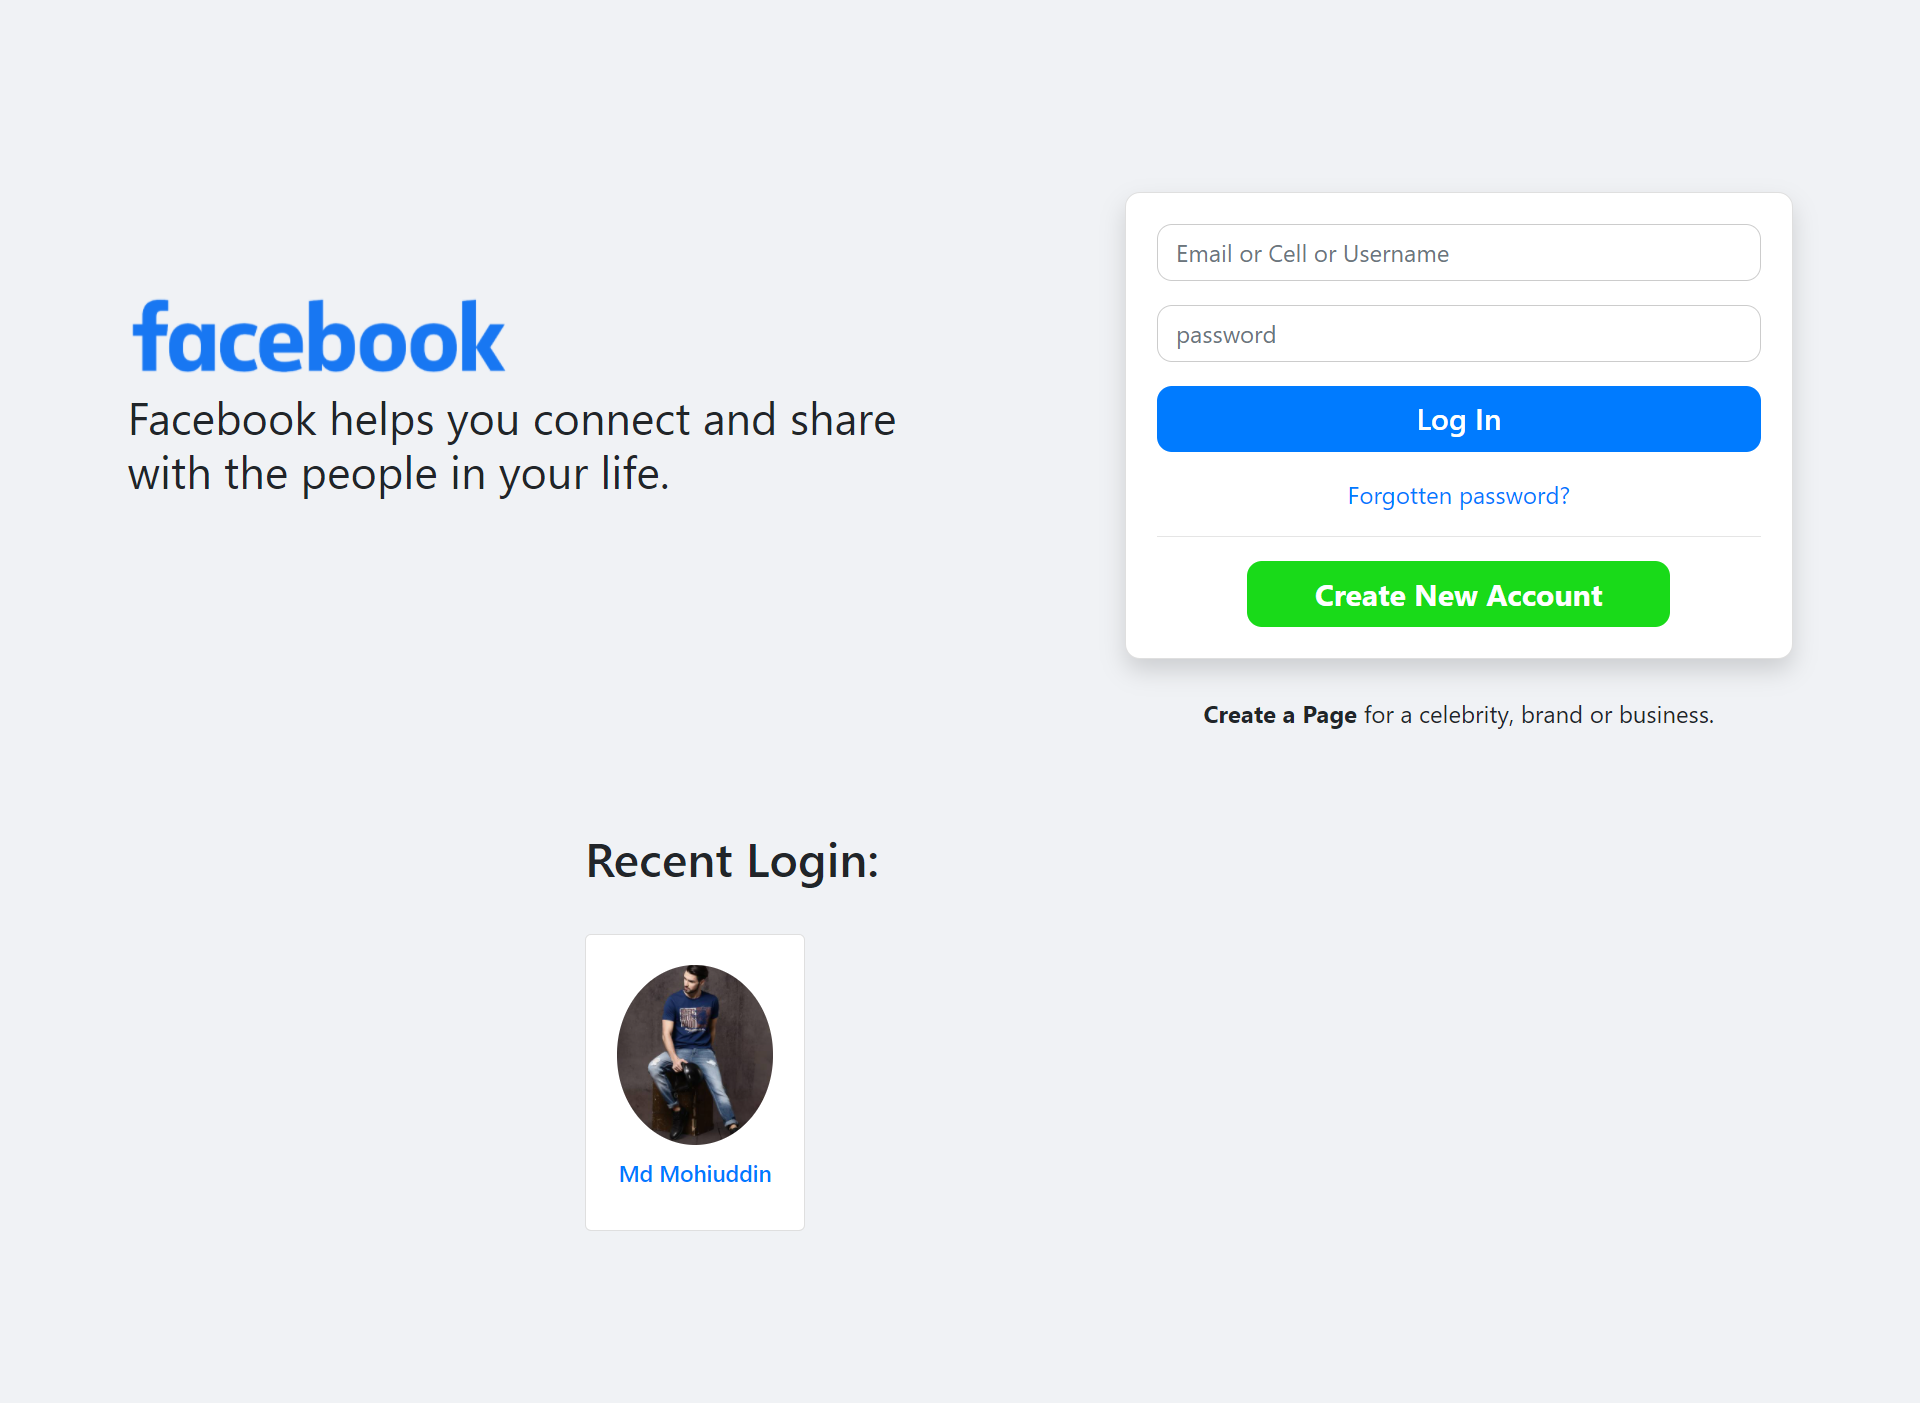 facebook
Facebook helps you connect and share
with the people in your life.
Email or Cell or Username
password
Log In
Forgotten password?
Create New Account
Create a Page for a celebrity, brand or business.
Recent Login:
Md Mohiuddin